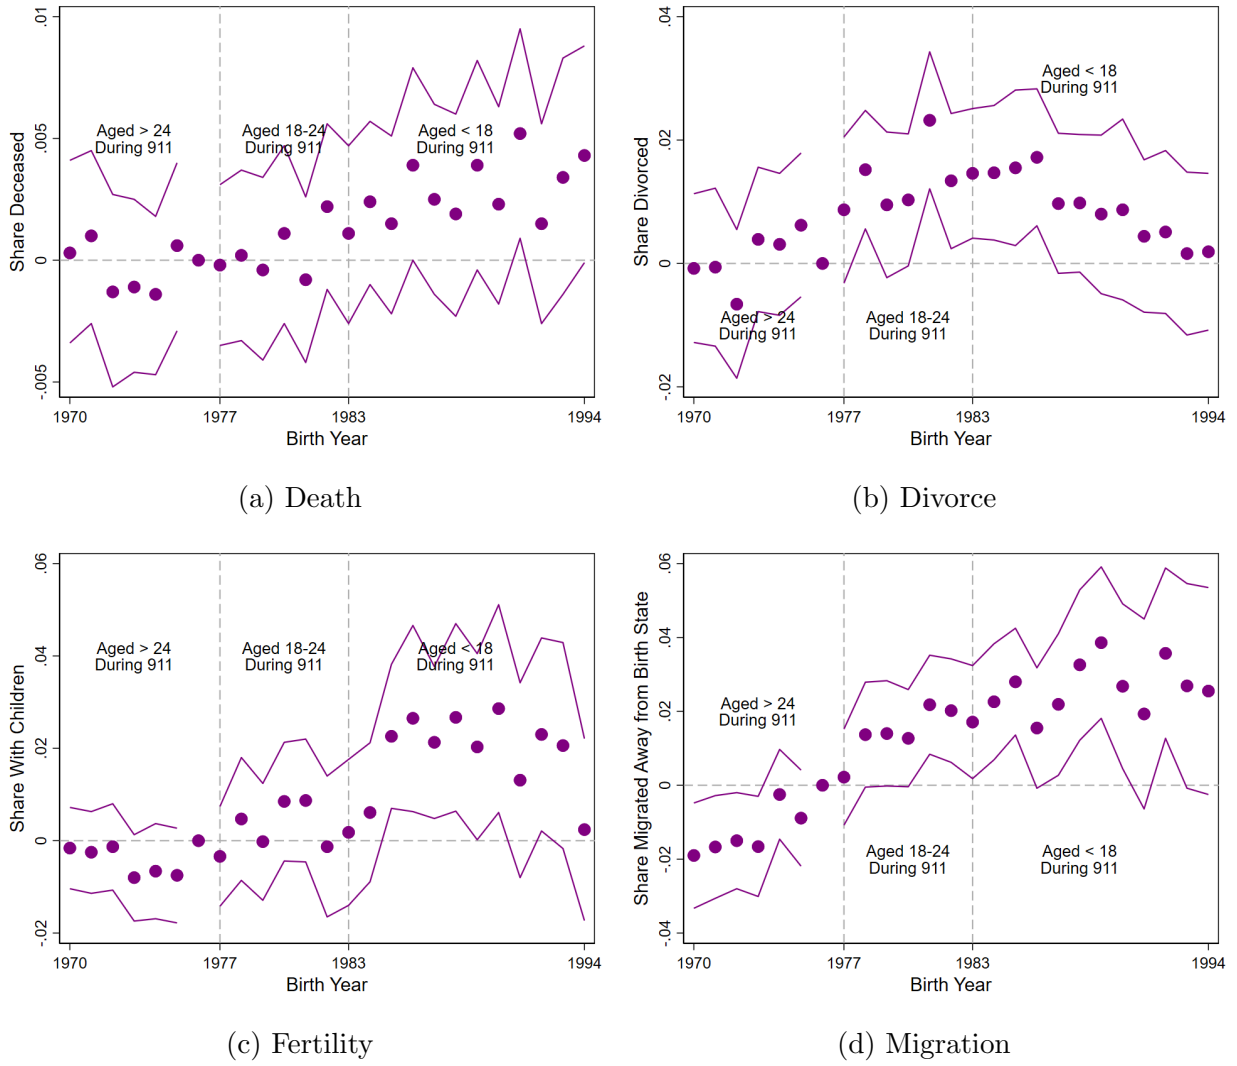 Share Deceased
.01
.005
0
-.005
Aged > 24
During 911
Aged 18-24
During 911
Aged < 18
During 911
1970
1977
1983
1994
Birth Year
(a) Death
Share Divorced
.04
.02
0
-.02
Aged > 24
During 911
Aged 18-24
During 911
Aged < 18
During 911
1970
1977
1983
1994
Birth Year
(b) Divorce
Share With Children
.06
.04
.02
0
-.02
Aged > 24
During 911
Aged 18-24
During 911
Aged < 18
During 911
1970
1977
1983
1994
Birth Year
(c) Fertility
Share Migrated Away from Birth State
.06
.04
.02
0
-.02
-.04
Aged > 24
During 911
Aged 18-24
During 911
Aged < 18
During 911
1970
1977
1983
1994
Birth Year
(d) Migration